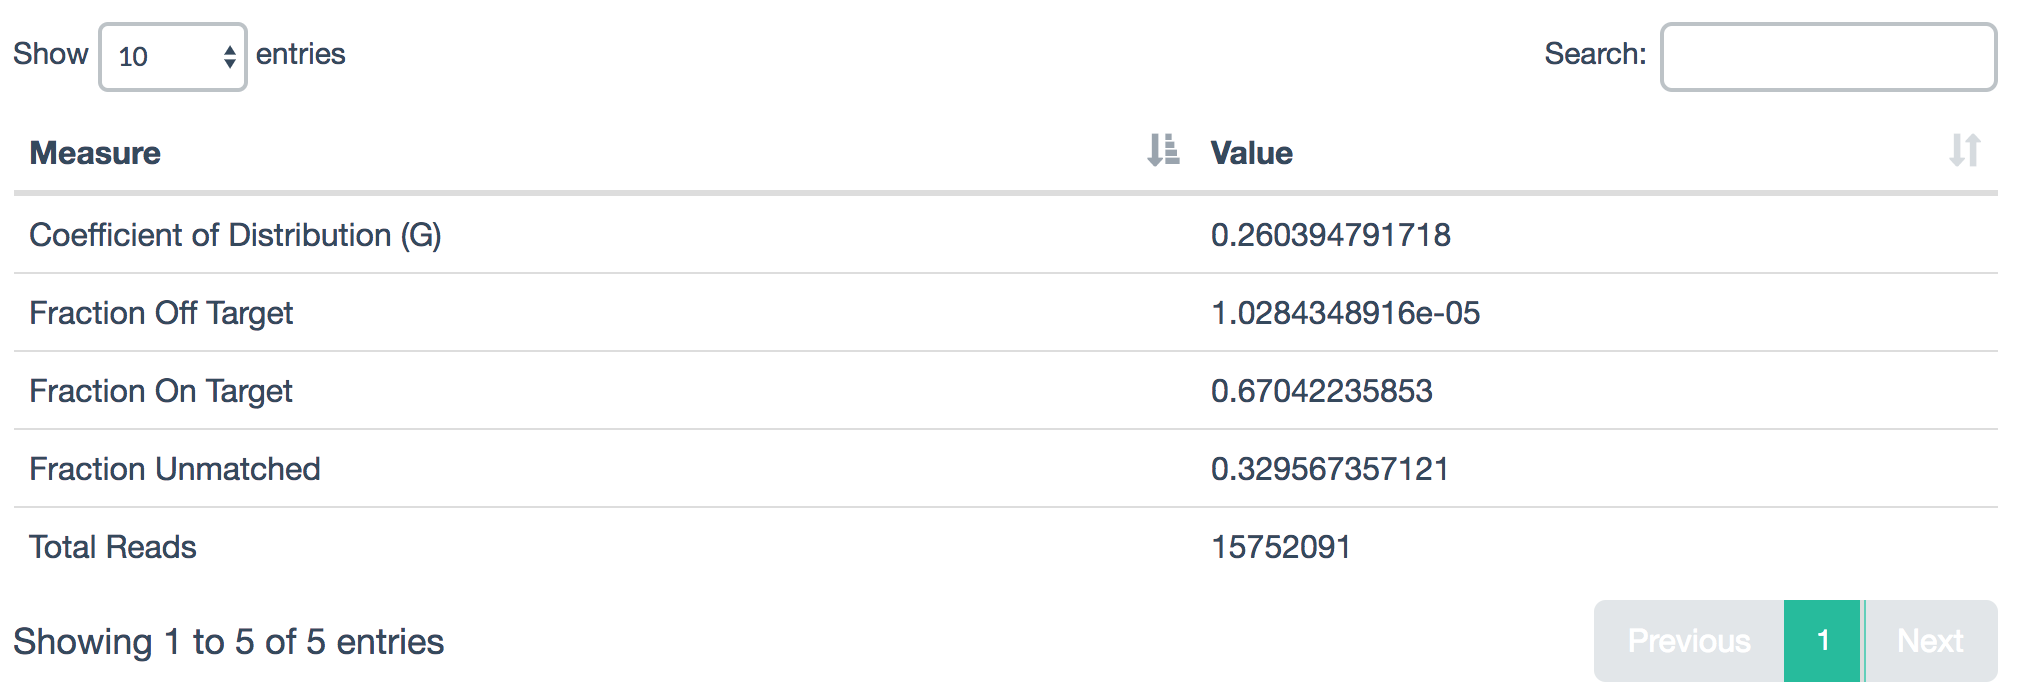 Show 10 entries Search:
Measure Value
Coefficient of Distribution (G) 0.260394791718
Fraction Off Target 1.0284348916e-05
Fraction On Target 0.67042235853
Fraction Unmatched 0.329567357121
Total Reads 15752091
Showing 1 to 5 of 5 entries Previous 1 Next